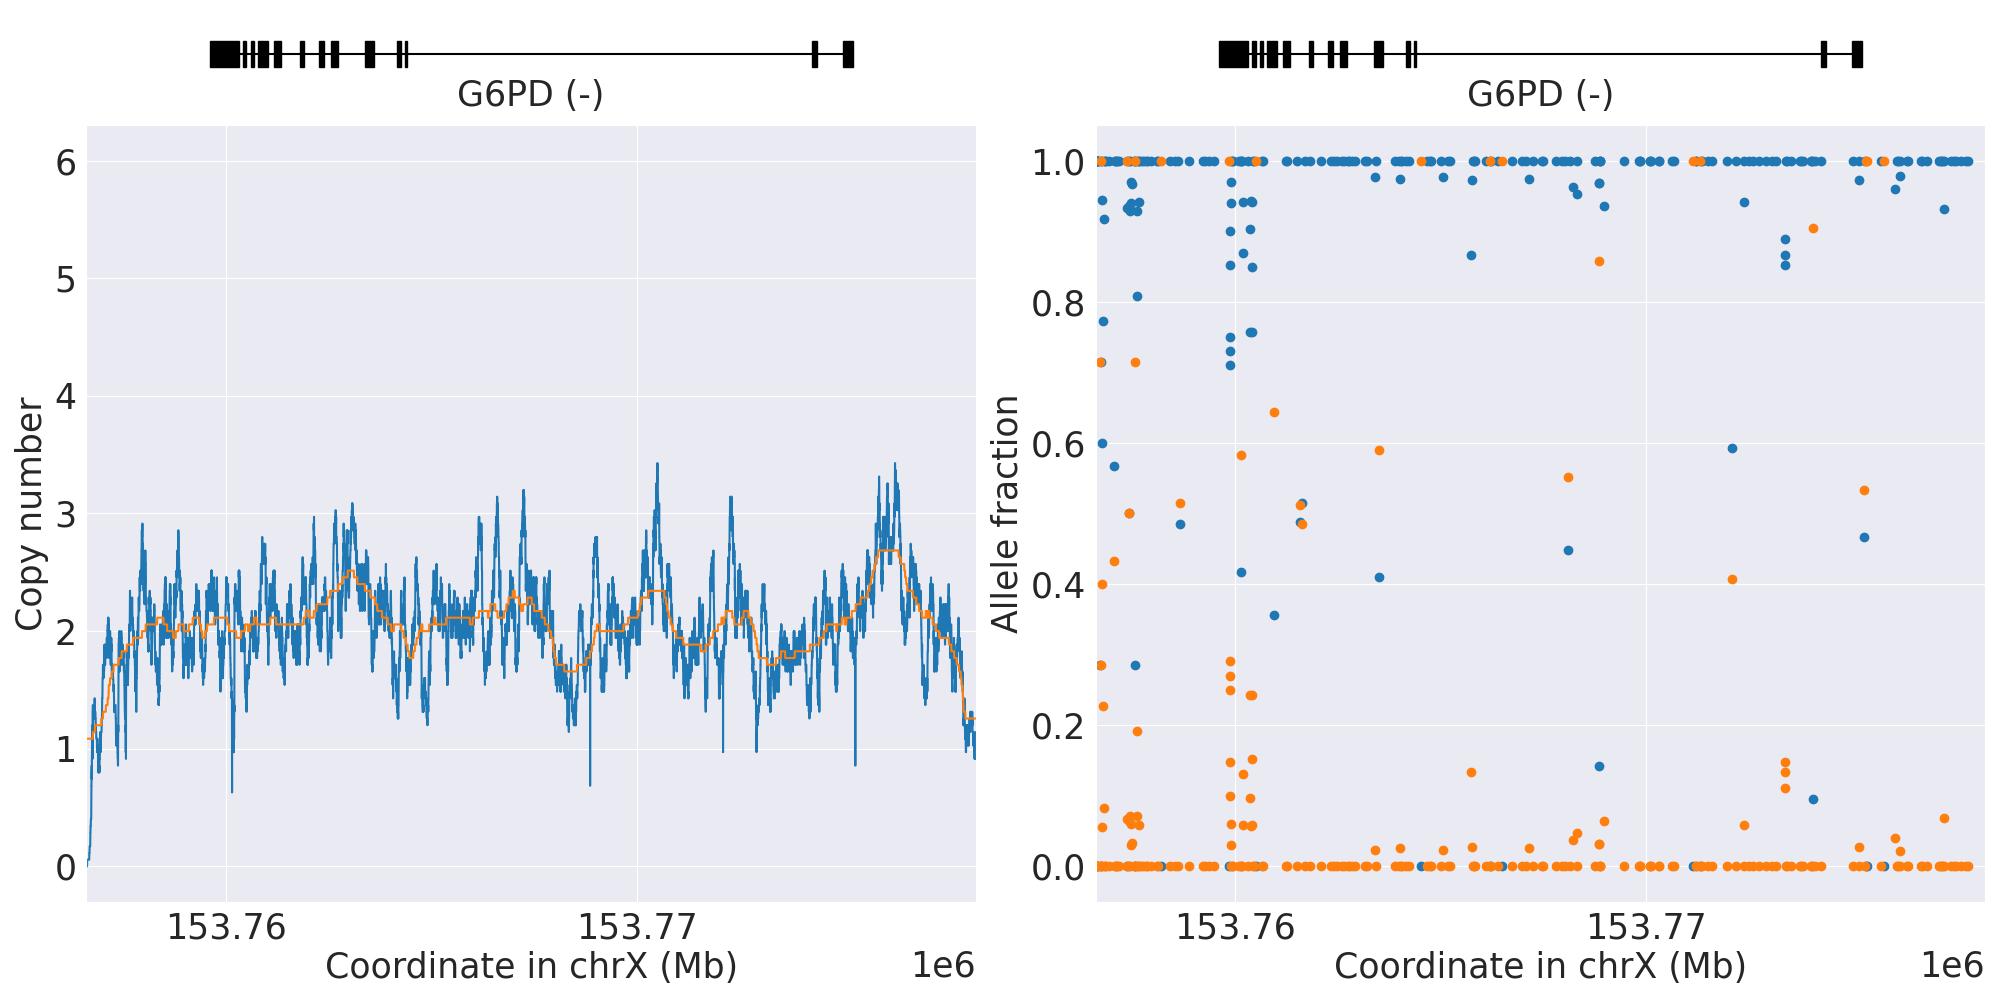 G6PD (-)
G6PD (-)
Copy number
6
5
4
3
2
1
0
153.76
153.77
Coordinate in chrX (Mb)
1e6
Allele fraction
1.0
0.8
0.6
0.4
0.2
0.0
153.76
153.77
Coordinate in chrX (Mb)
1e6